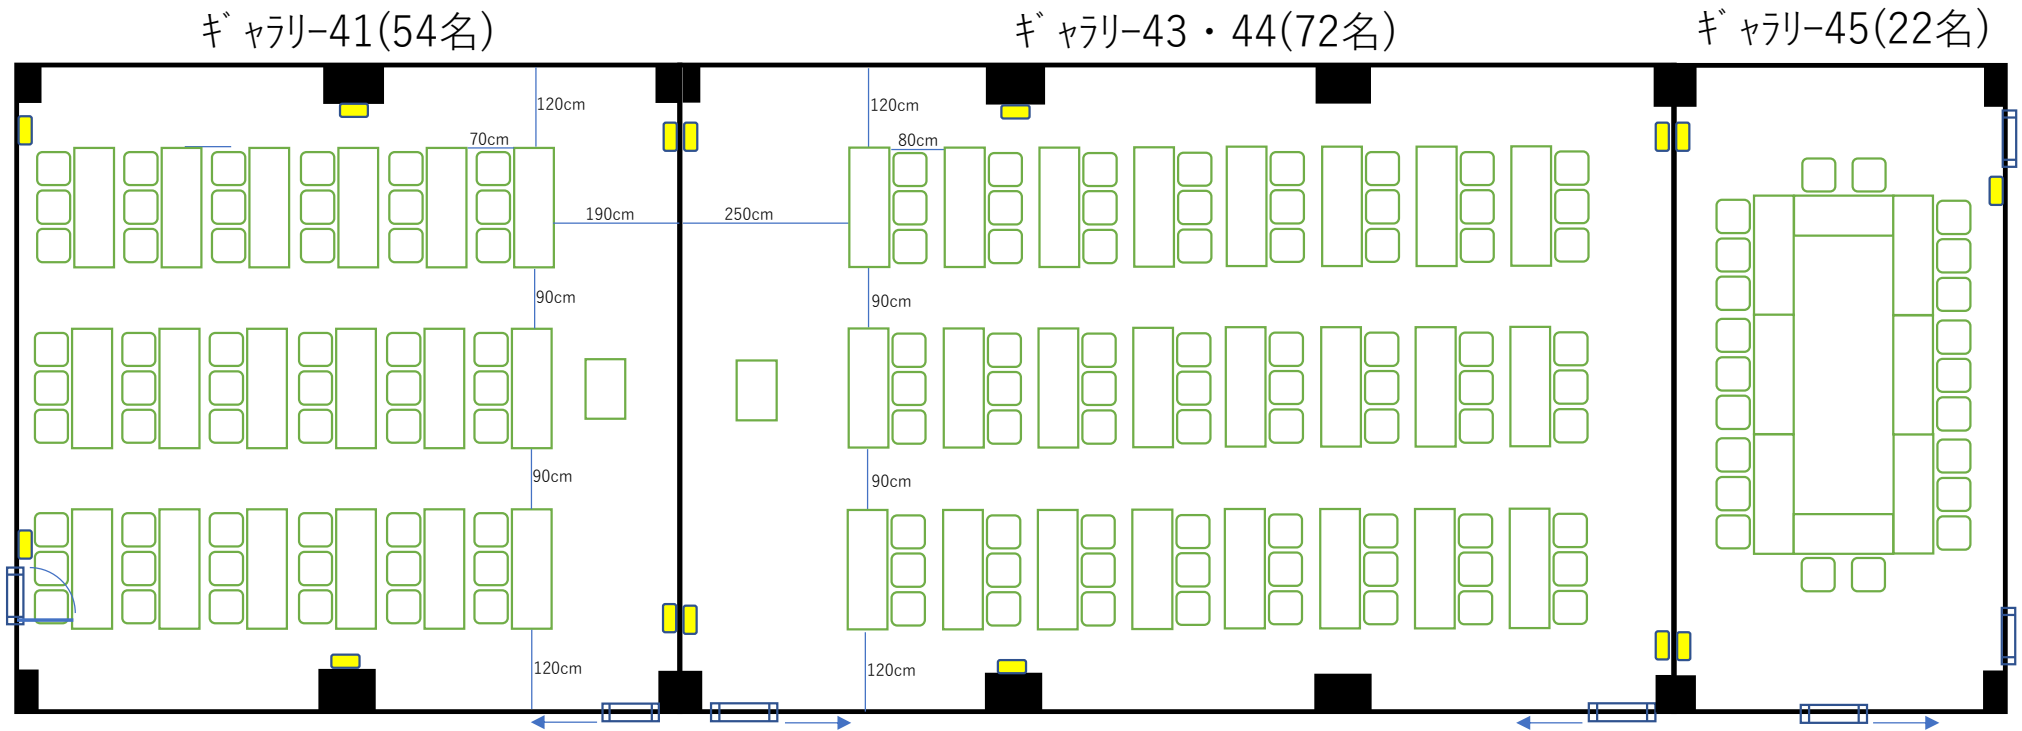 ｷﾞｬﾗﾘｰ41(54名)
ｷﾞｬﾗﾘｰ43・44(72名)
ｷﾞｬﾗﾘｰ45(22名)
120cm
70cm
190cm
90cm
90cm
120cm
120cm
80cm
250cm
90cm
90cm
120cm